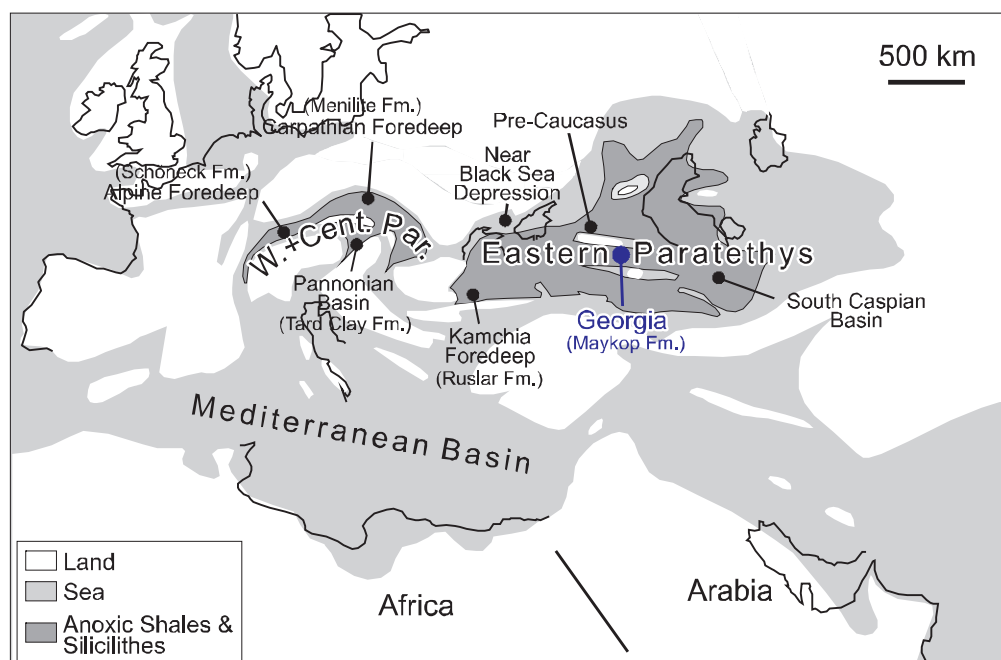 500 km
(Menilite Fm.)
Carpathian Foredeep
Pre-Caucasus
Near
Black Sea
Depression
(Schöneck Fm.)
Alpine Foredeep
W.+Cent. Par.
Eastern Paratethys
Pannonian
Basin
(Tard Clay Fm.)
Kamchia
Foredeep
(Ruslar Fm.)
Georgia
(Maykop Fm.)
South Caspian
Basin
Mediterranean Basin
Africa
Arabia
Land
Sea
Anoxic Shales &
Silicilithes